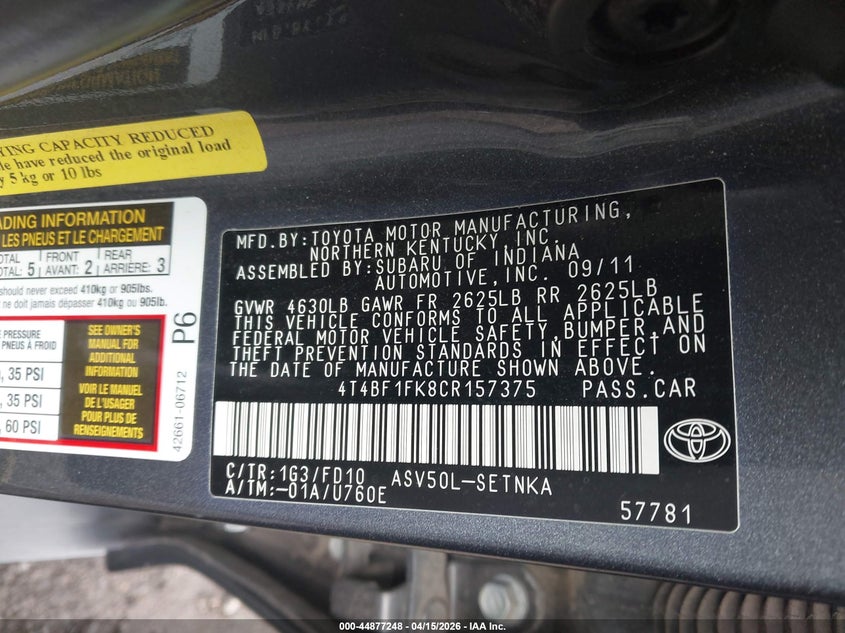 YING CAPACITY REDUCED
le have reduced the original load
y 5 kg or 10 lbs
ADING INFORMATION
LES PNEUS ET LE CHARGEMENT
TOTAL FRONT REAR
TOTAL: 5 AVANT: 2 ARRIÈRE: 3
should never exceed 410kg or 905lbs.
ne doit jamais dépasser 410kg ou 905lb.
PRESSURE
PNEUS À FROID
35 PSI
35 PSI
60 PSI
SEE OWNER'S
MANUAL FOR
ADDITIONAL
INFORMATION
VOIR LE MANUEL
DE L'USAGER
POUR PLUS DE
RENSEIGNEMENTS
P6
42661-06712
MFD.BY:TOYOTA MOTOR MANUFACTURING,
NORTHERN KENTUCKY,INC.
ASSEMBLED BY:SUBARU OF INDIANA
AUTOMOTIVE,INC. 09/11
GVWR 4630LB GAWR FR 2625LB RR 2625LB
THIS VEHICLE CONFORMS TO ALL APPLICABLE
FEDERAL MOTOR VEHICLE SAFETY,BUMPER,AND
THEFT PREVENTION STANDARDS IN EFFECT ON
THE DATE OF MANUFACTURE SHOWN ABOVE.
4T4BF1FK8CR157375 PASS.CAR
C/TR:1G3/FD10 ASV50L-SETNKA
A/TM:-01A/U760E
57781
000-44877248 - 04/15/2026 - IAA Inc.